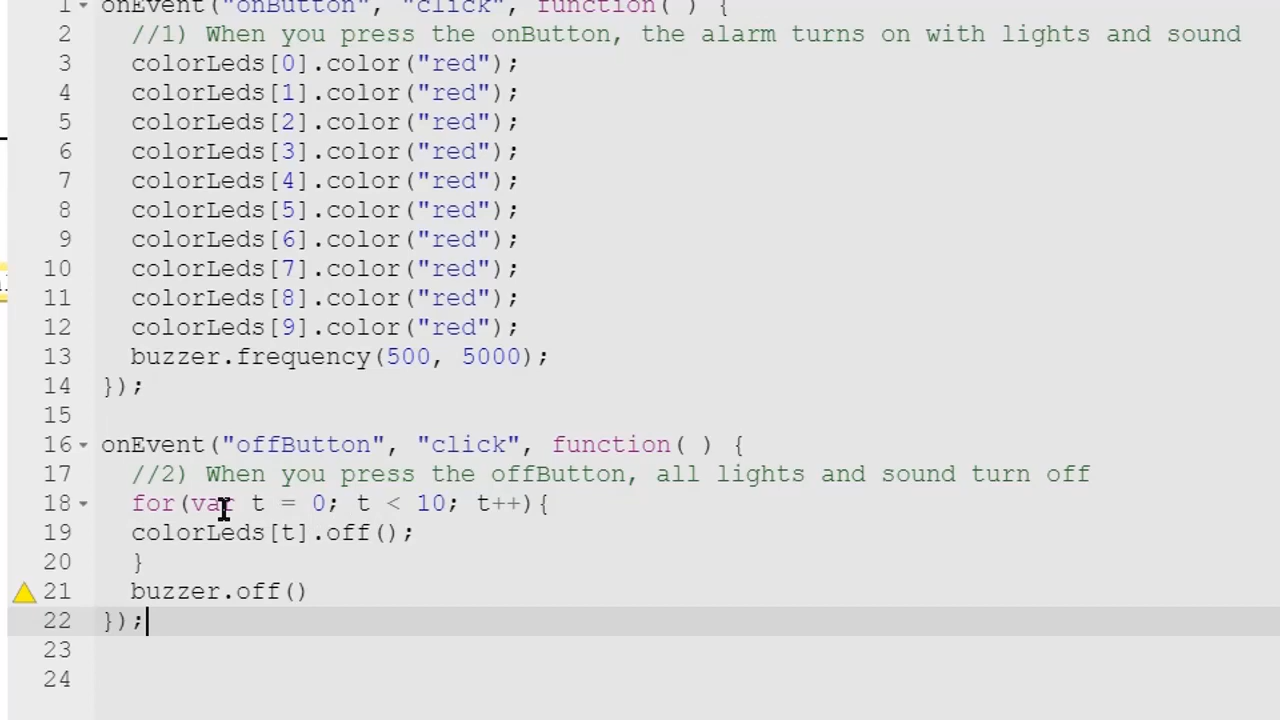 1 onEvent("onButton", "click", function( ) {
2 //1) When you press the onButton, the alarm turns on with lights and sound
3 colorLeds[0].color("red");
4 colorLeds[1].color("red");
5 colorLeds[2].color("red");
6 colorLeds[3].color("red");
7 colorLeds[4].color("red");
8 colorLeds[5].color("red");
9 colorLeds[6].color("red");
10 colorLeds[7].color("red");
11 colorLeds[8].color("red");
12 colorLeds[9].color("red");
13 buzzer.frequency(500, 5000);
14 });
15
16 onEvent("offButton", "click", function( ) {
17 //2) When you press the offButton, all lights and sound turn off
18 for(var t = 0; t < 10; t++){
19 colorLeds[t].off();
20 }
21 buzzer.off()
22 });
23
24